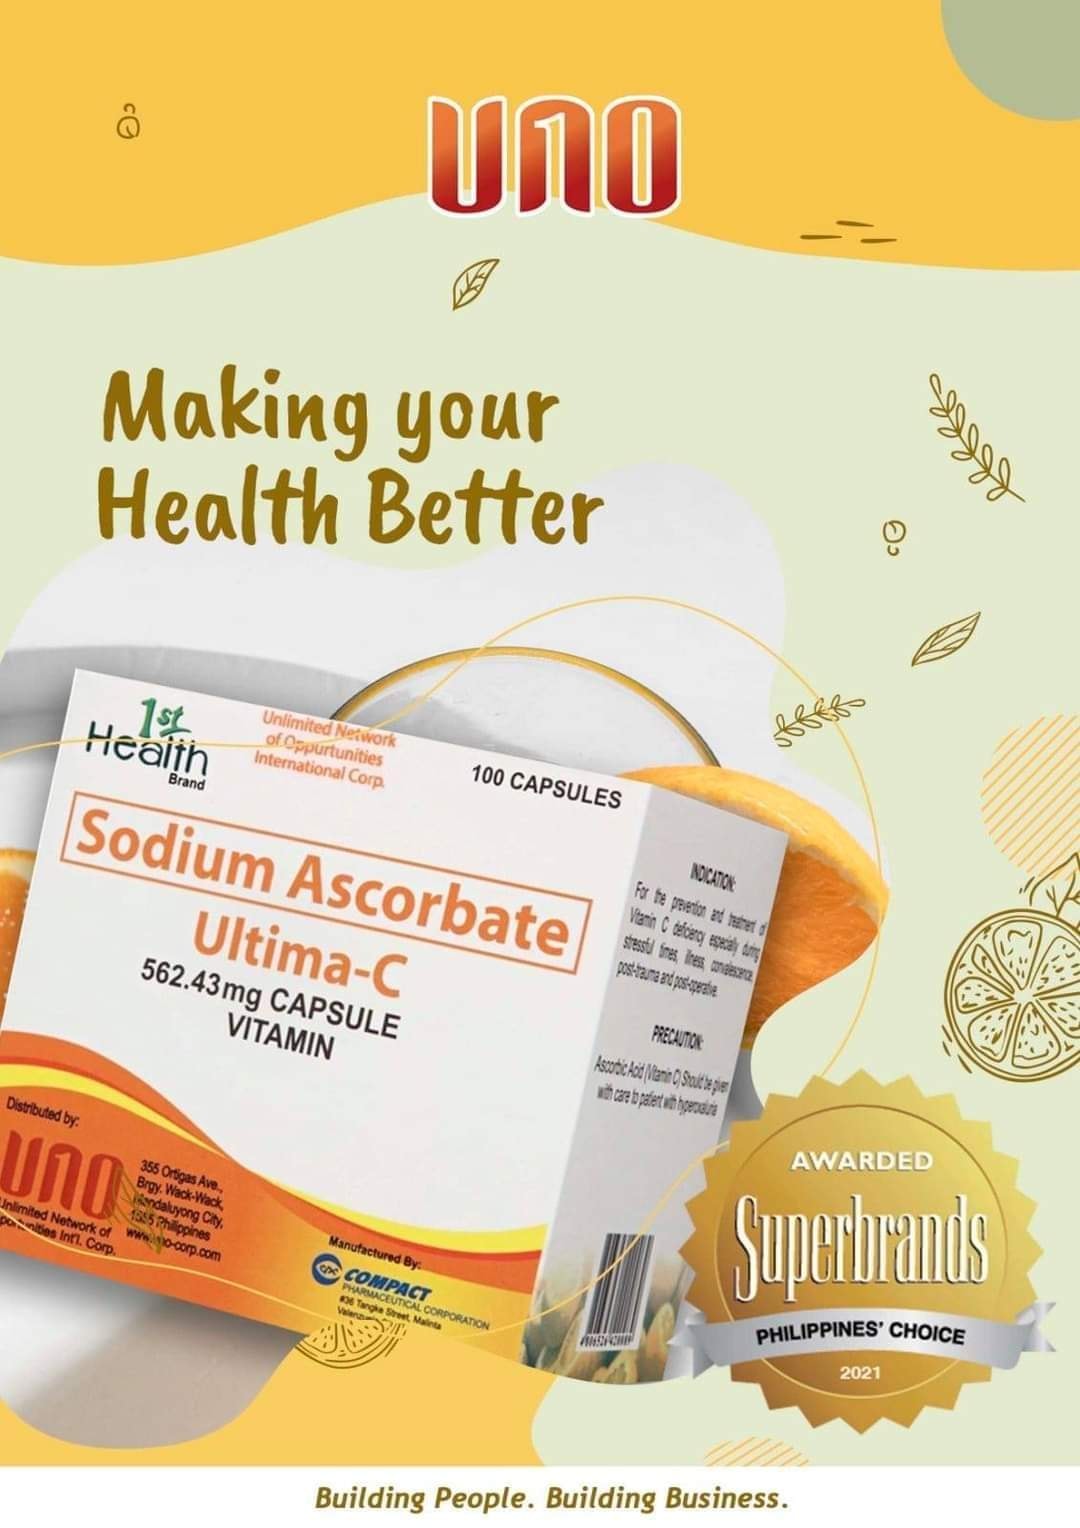 UNO
Making your
Health Better
1st
Health
Brand
Unlimited Network
of Oppurtunities
International Corp.
100 CAPSULES
Sodium Ascorbate
Ultima-C
562.43mg CAPSULE
VITAMIN
INDICATION:
For the prevention and treatment of
Vitamin C deficiency especially during
stressful times, illness, convalescence,
post-trauma and post-operative.
PRECAUTION:
Ascorbic Acid (Vitamin C) Should be given
with care to patient with hyperoxaluria
Distributed by:
UNO
Unlimited Network of
Int'l. Corp.
355 Ortigas Ave.,
Brgy. Wack-Wack,
Mandaluyong City,
Philippines
Manufactured By:
CPC
COMPACT
PHARMACEUTICAL CORPORATION
#36 Tangke Street, Malinta
AWARDED
Superbrands
PHILIPPINES' CHOICE
2021
Building People. Building Business.